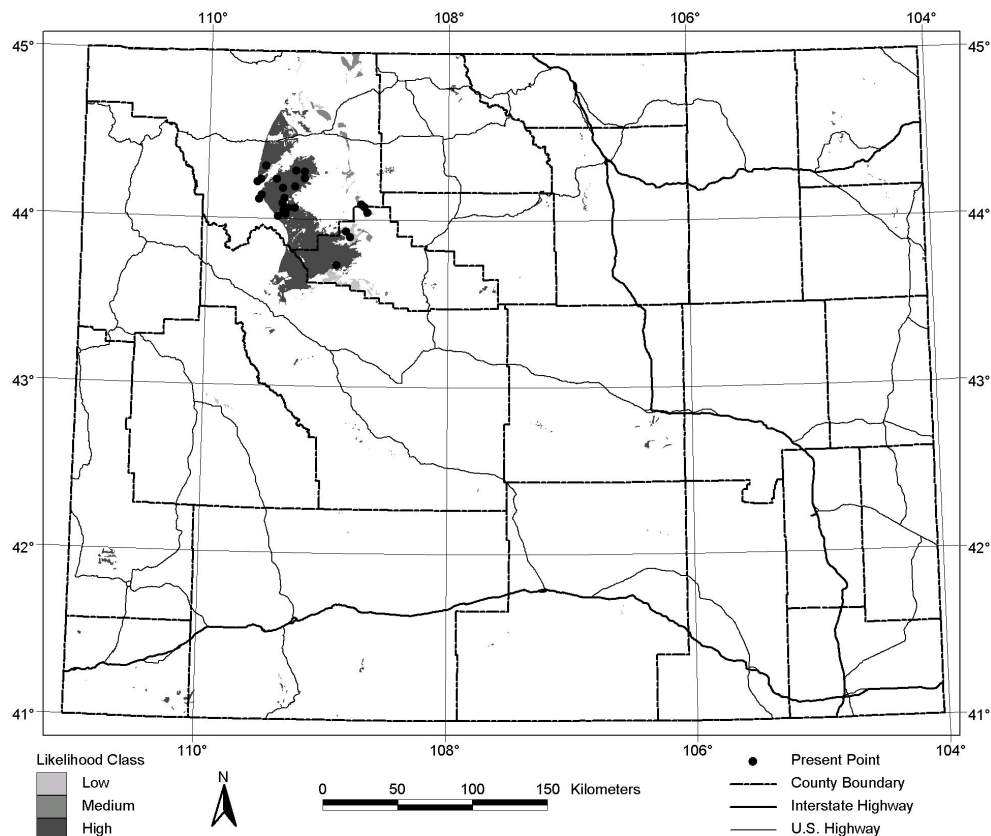 110° 108° 106° 104°
45° 45°
44° 44°
43° 43°
42° 42°
41° 41°
110° 108° 106° 104°
Likelihood Class
Low
Medium
High
N
0 50 100 150 Kilometers
Present Point
County Boundary
Interstate Highway
U.S. Highway